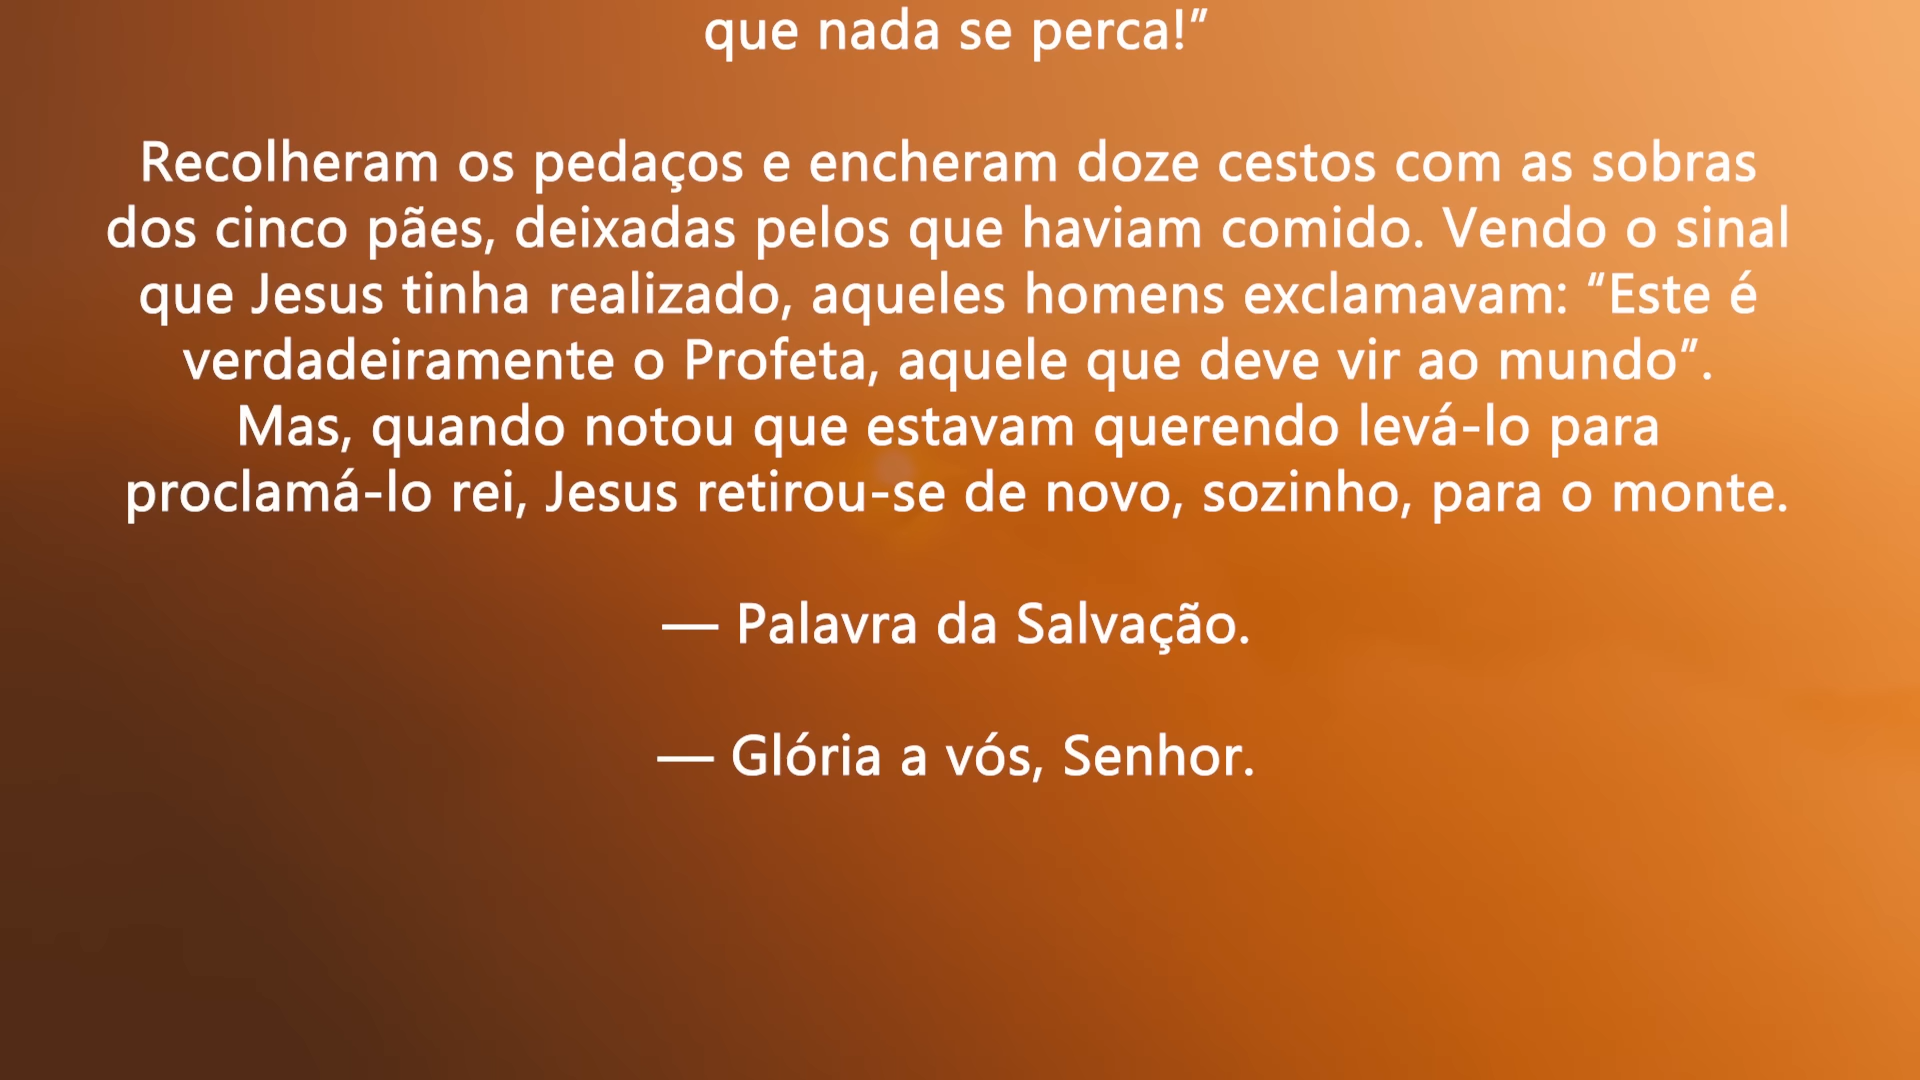 que nada se perca!”
Recolheram os pedaços e encheram doze cestos com as sobras
dos cinco pães, deixadas pelos que haviam comido. Vendo o sinal
que Jesus tinha realizado, aqueles homens exclamavam: “Este é
verdadeiramente o Profeta, aquele que deve vir ao mundo”.
Mas, quando notou que estavam querendo levá-lo para
proclamá-lo rei, Jesus retirou-se de novo, sozinho, para o monte.
— Palavra da Salvação.
— Glória a vós, Senhor.